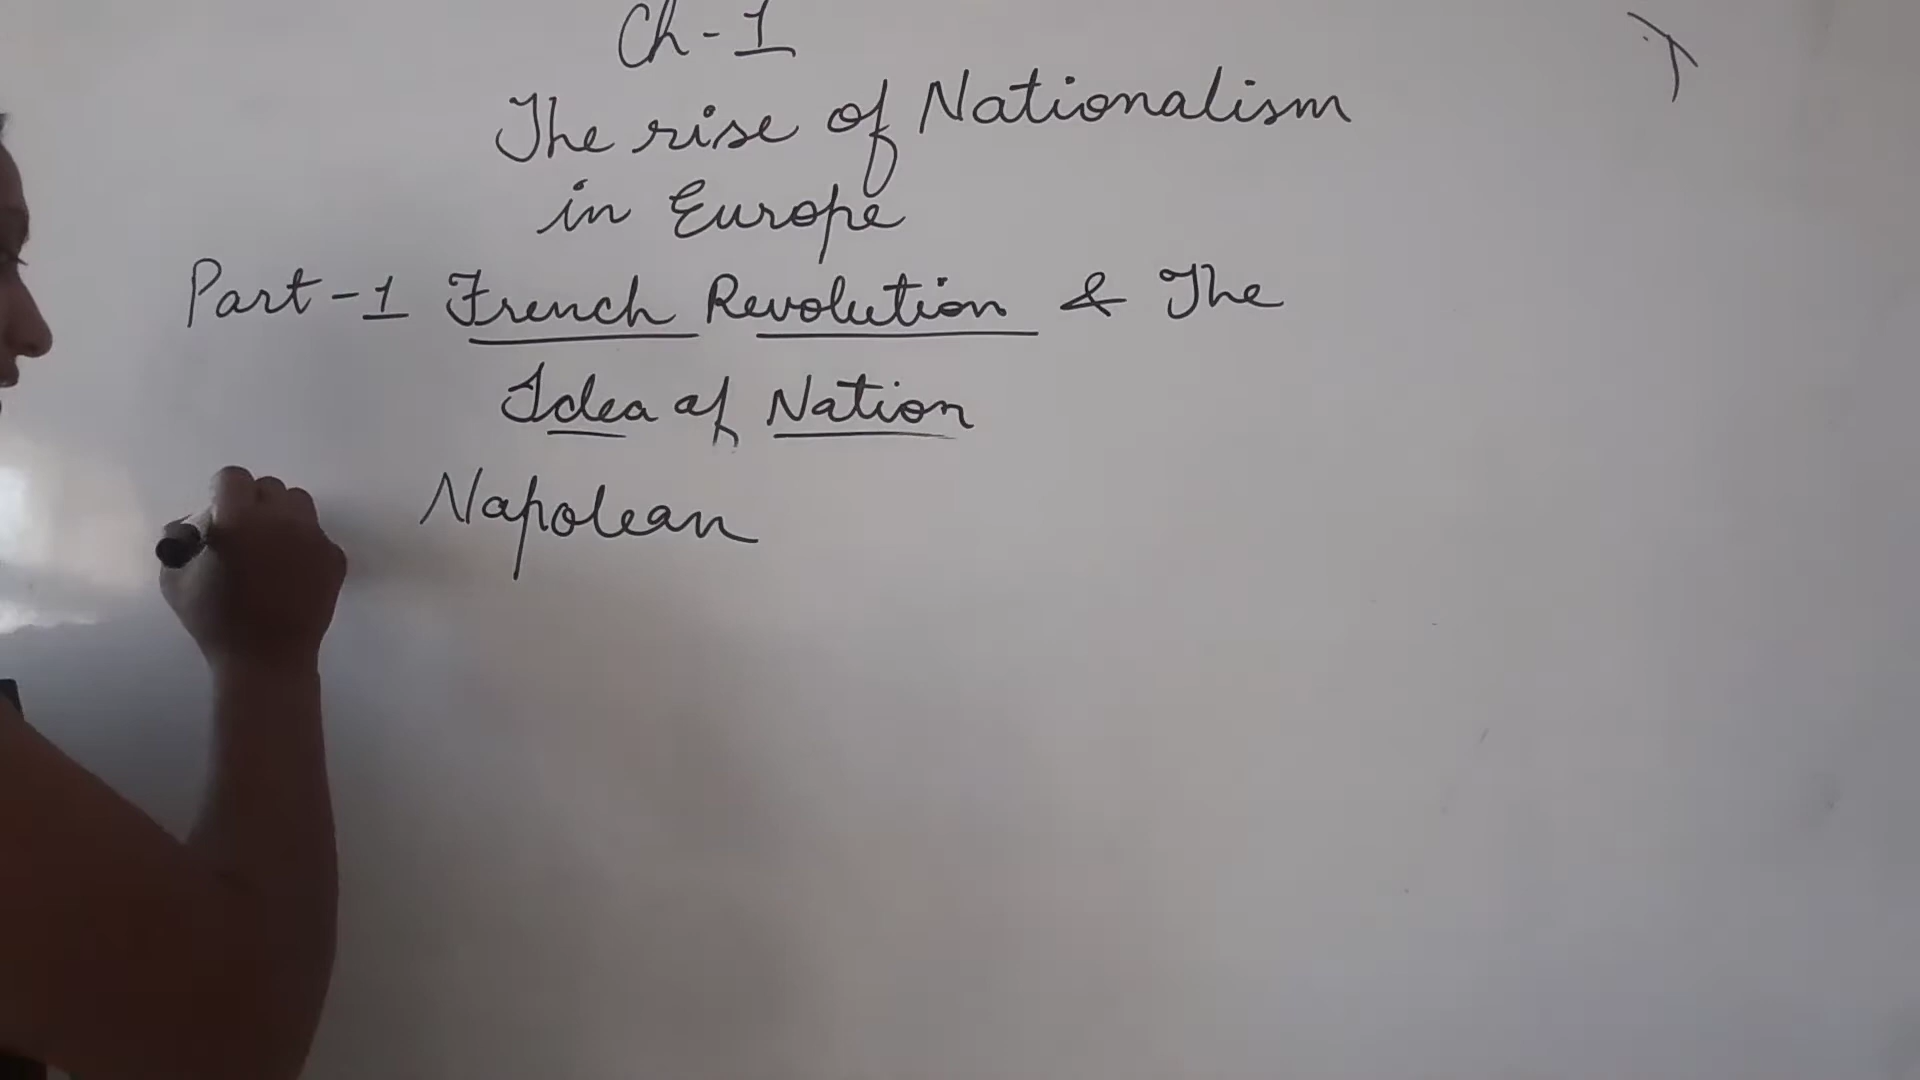 Ch-1
The rise of Nationalism
in Europe
Part-1 French Revolution & The
Idea of Nation
Napolean